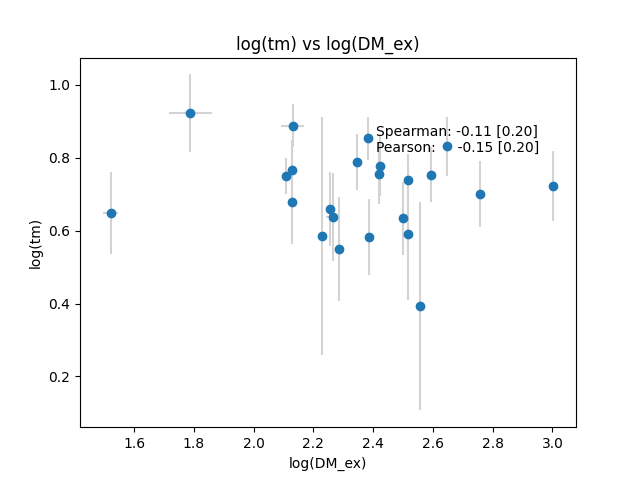 log(tm) vs log(DM_ex)
1.0
0.8
0.6
0.4
0.2
log(tm)
Spearman: -0.11 [0.20]
Pearson: -0.15 [0.20]
1.6 1.8 2.0 2.2 2.4 2.6 2.8 3.0
log(DM_ex)